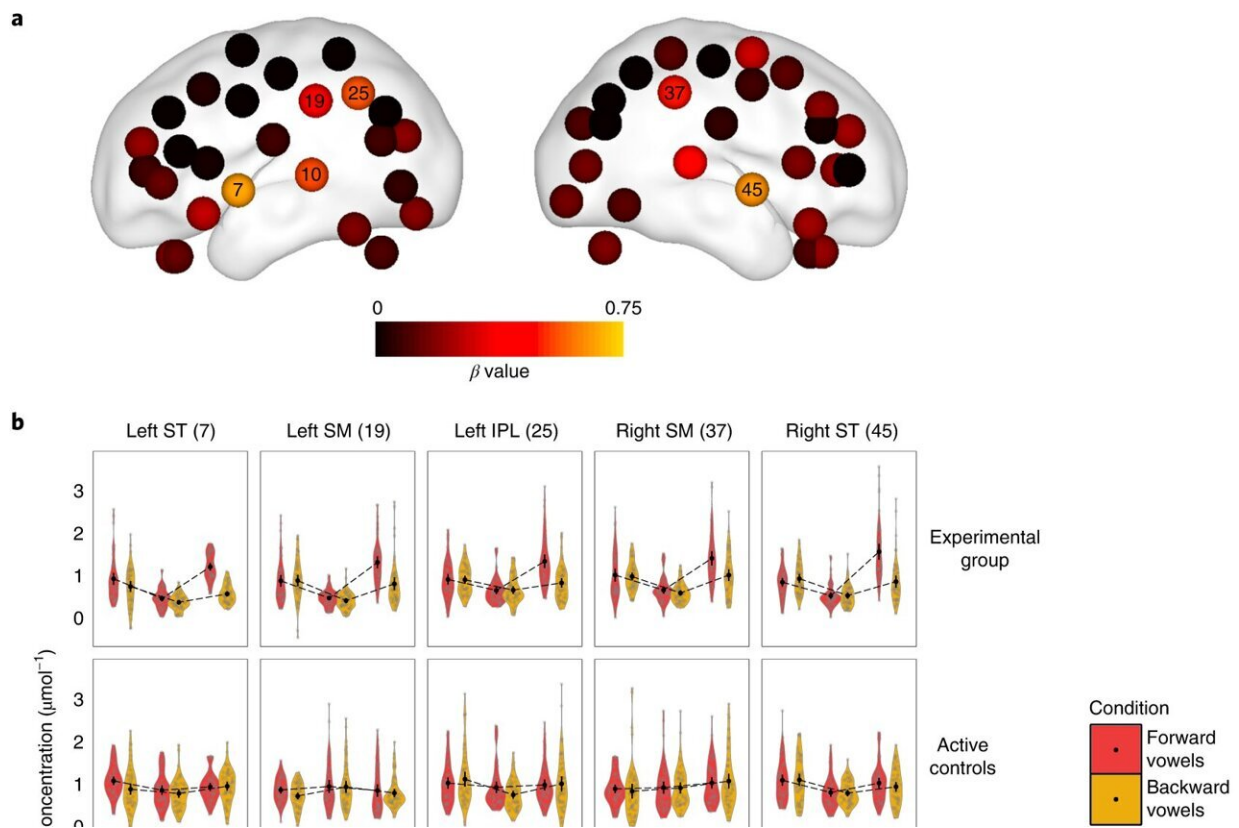 a
19
25
7
10
37
45
0 0.75
β value
b
Left ST (7) Left SM (19) Left IPL (25) Right SM (37) Right ST (45)
3
2
1
0
Experimental
group
oncentration (μmol⁻¹)
3
2
1
0
Active
controls
Condition
Forward
vowels
Backward
vowels